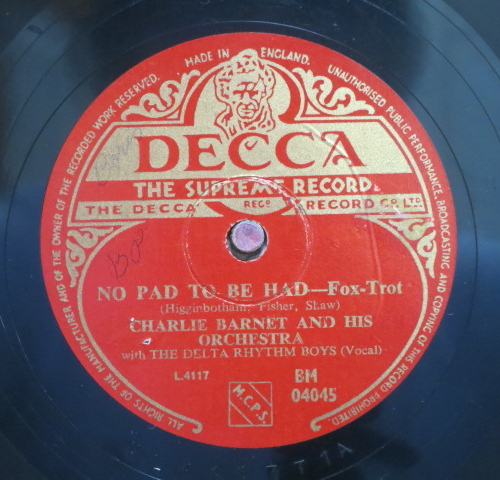 ALL RIGHTS OF THE MANUFACTURER AND OF THE OWNER OF THE RECORDED WORK RESERVED.
MADE IN ENGLAND.
UNAUTHORISED PUBLIC PERFORMANCE, BROADCASTING AND COPYING OF THIS RECORD PROHIBITED.
DECCA
THE SUPREME RECORD
THE DECCA REGD RECORD CO. LTD.
BP
NO PAD TO BE HAD—Fox-Trot
(Higginbotham, Fisher, Shaw)
CHARLIE BARNET AND HIS
ORCHESTRA
with THE DELTA RHYTHM BOYS (Vocal)
L.4117
BM
04045
M.C.P.S.